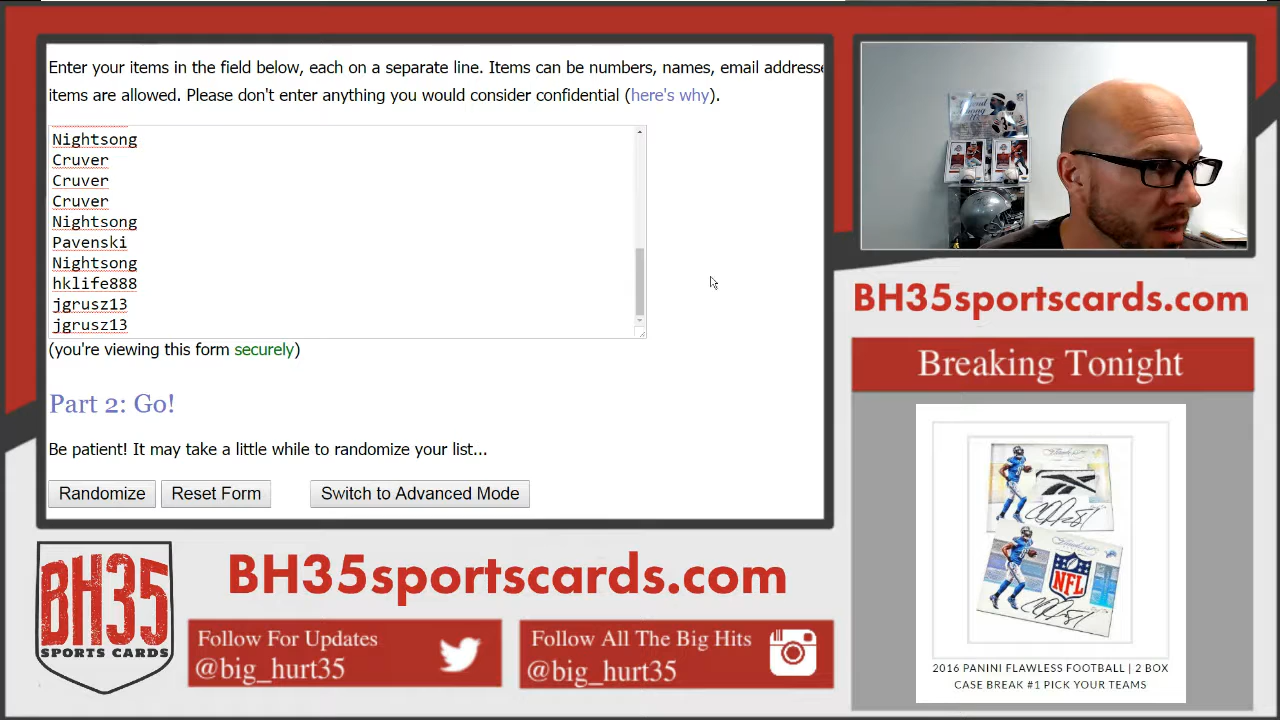 Enter your items in the field below, each on a separate line. Items can be numbers, names, email addresse
items are allowed. Please don't enter anything you would consider confidential (here's why).
Nightsong
Cruver
Cruver
Cruver
Nightsong
Pavenski
Nightsong
hklife888
jgrusz13
jgrusz13
(you're viewing this form securely)
Part 2: Go!
Be patient! It may take a little while to randomize your list...
Randomize Reset Form Switch to Advanced Mode
BH35
SPORTS CARDS
BH35sportscards.com
Follow For Updates
@big_hurt35
Follow All The Big Hits
@big_hurt35
BH35sportscards.com
Breaking Tonight
NFL
2016 PANINI FLAWLESS FOOTBALL | 2 BOX
CASE BREAK #1 PICK YOUR TEAMS